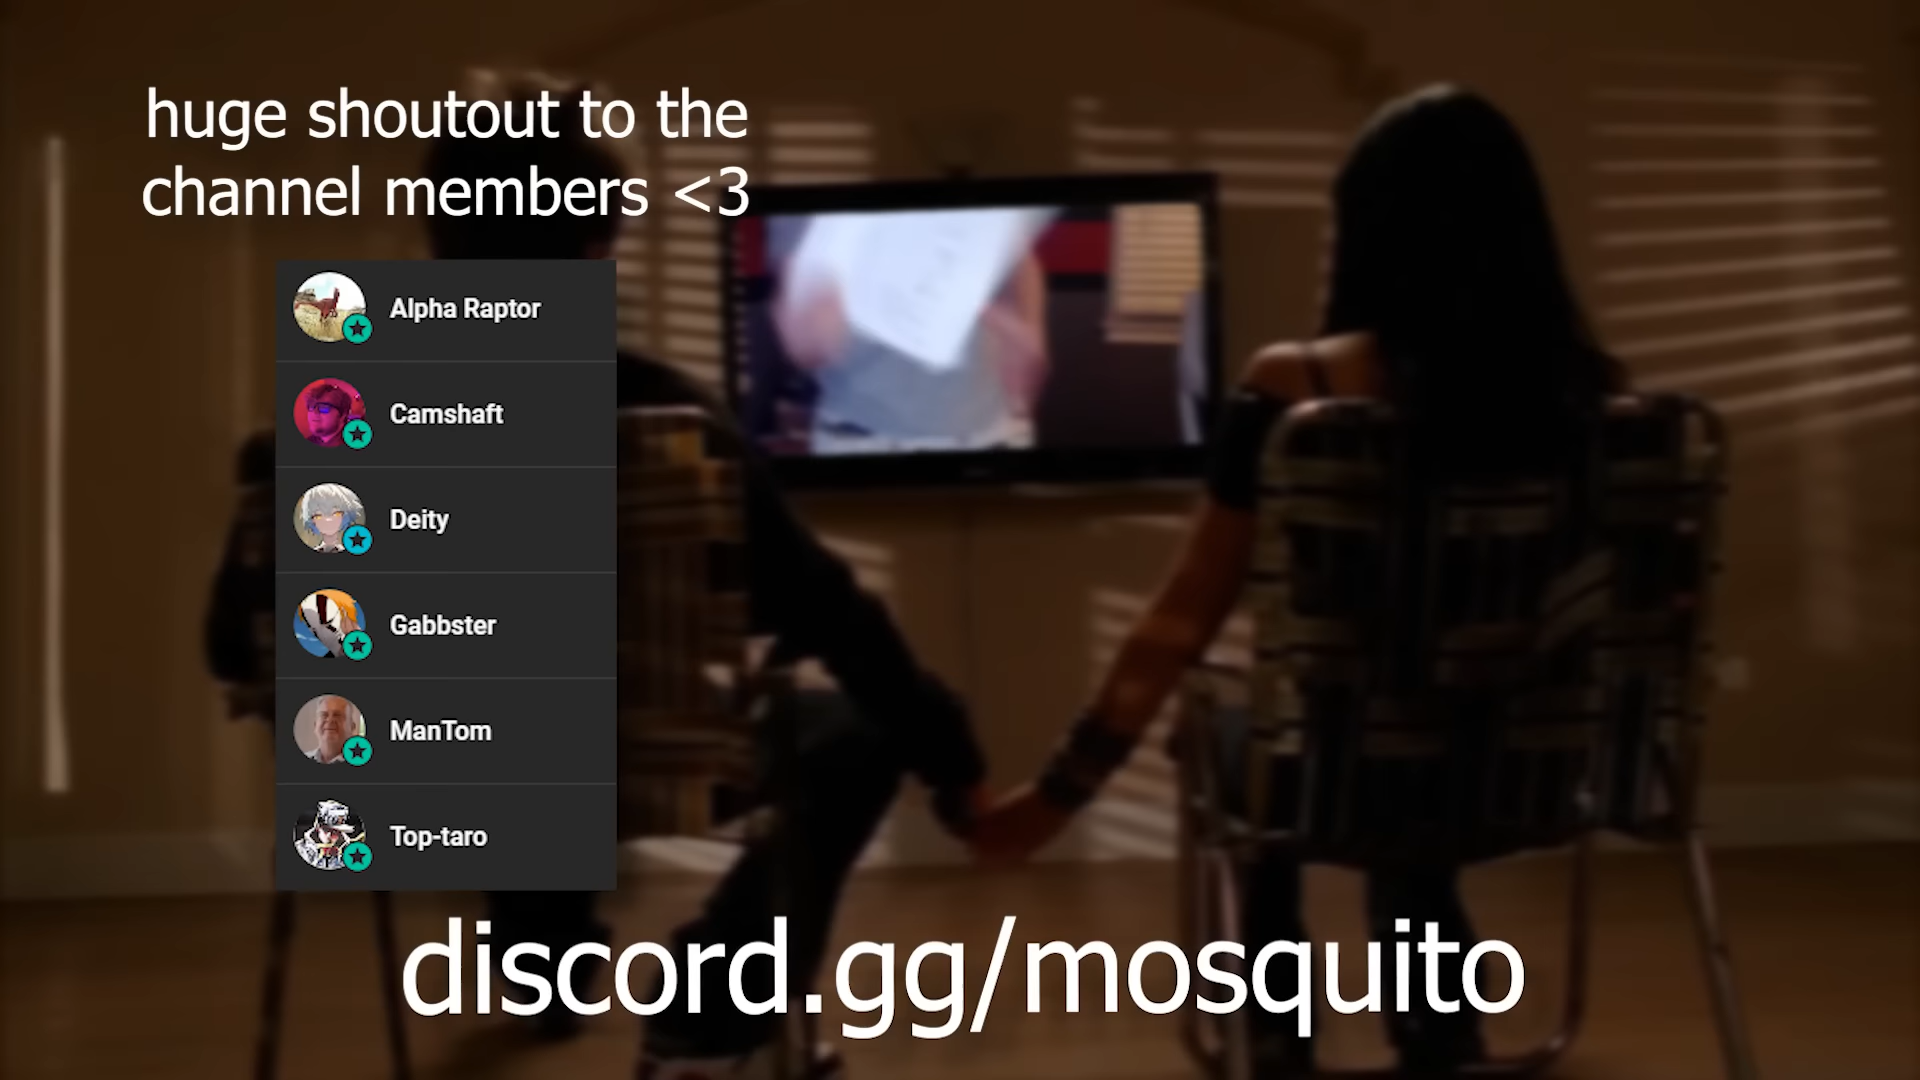 huge shoutout to the
channel members <3
Alpha Raptor
Camshaft
Deity
Gabbster
ManTom
Top-taro
discord.gg/mosquito